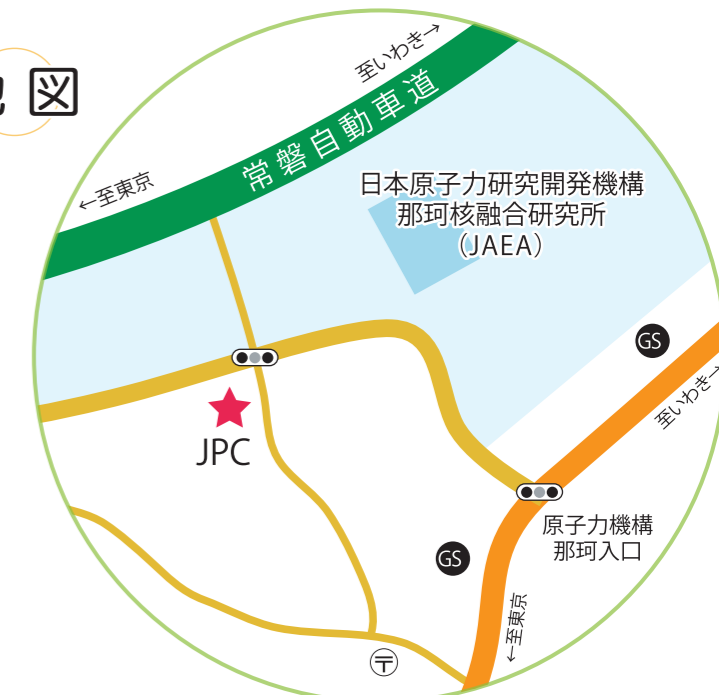 図
至いわき→
常磐自動車道
←至東京
日本原子力研究開発機構
那珂核融合研究所
（JAEA）
GS
至いわき→
JPC
原子力機構
那珂入口
GS
←至東京
〒